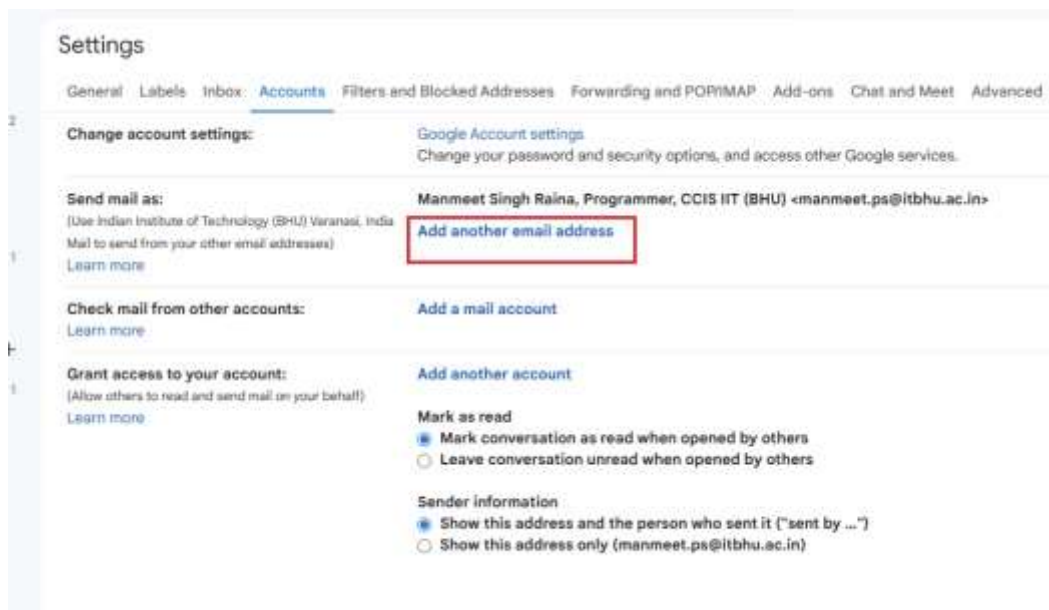 Settings
General Labels Inbox Accounts Filters and Blocked Addresses Forwarding and POP/IMAP Add-ons Chat and Meet Advanced
Change account settings:
Google Account settings
Change your password and security options, and access other Google services.
Send mail as:
(Use Indian Institute of Technology (BHU) Varanasi, India
Mail to send from your other email addresses)
Learn more
Manmeet Singh Raina, Programmer, CCIS IIT (BHU) <manmeet.ps@itbhu.ac.in>
Add another email address
Check mail from other accounts:
Learn more
Add a mail account
Grant access to your account:
(Allow others to read and send mail on your behalf)
Learn more
Add another account
Mark as read
Mark conversation as read when opened by others
Leave conversation unread when opened by others
Sender information
Show this address and the person who sent it ("sent by ...")
Show this address only (manmeet.ps@itbhu.ac.in)